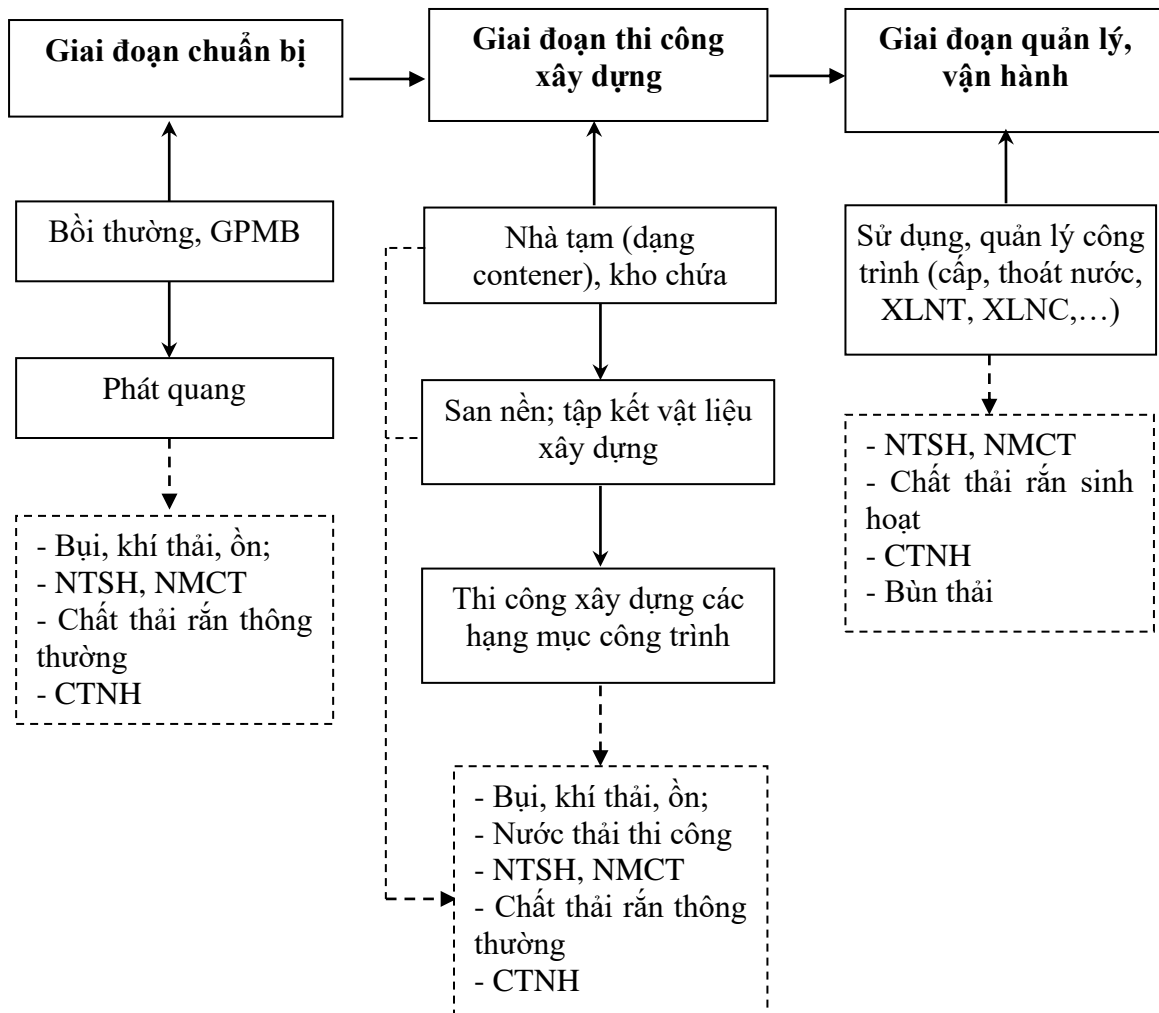 Giai đoạn chuẩn bị
Giai đoạn thi công
xây dựng
Giai đoạn quản lý,
vận hành
Bồi thường, GPMB
Nhà tạm (dạng
contener), kho chứa
Sử dụng, quản lý công
trình (cấp, thoát nước,
XLNT, XLNC,…)
Phát quang
San nền; tập kết vật liệu
xây dựng
- NTSH, NMCT
- Chất thải rắn sinh
hoạt
- CTNH
- Bùn thải
- Bụi, khí thải, ồn;
- NTSH, NMCT
- Chất thải rắn thông
thường
- CTNH
Thi công xây dựng các
hạng mục công trình
- Bụi, khí thải, ồn;
- Nước thải thi công
- NTSH, NMCT
- Chất thải rắn thông
thường
- CTNH